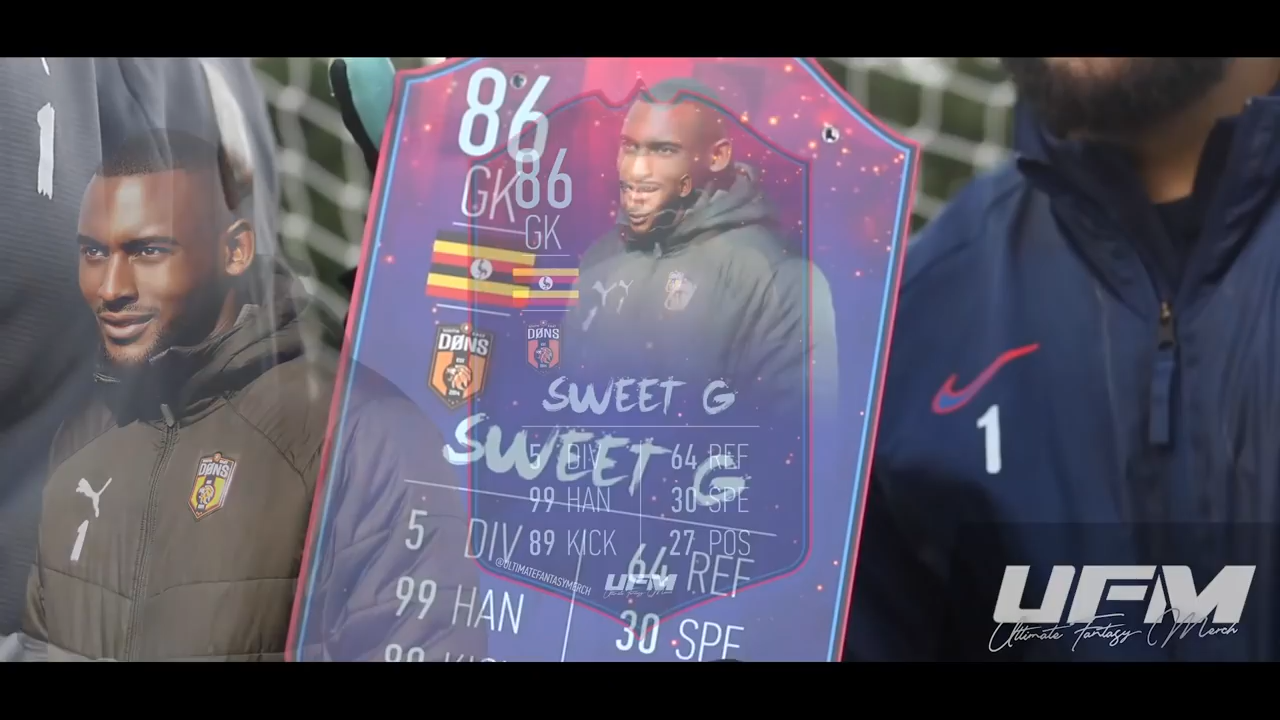 1
86
GK
DØNS
SWEET G
5 DIV
64 REF
99 HAN
30 SPE
@ULTIMATEFANTASYMERCH
86
GK
DØNS
SWEET G
5 DIV
64 REF
99 HAN
30 SPE
89 KICK
27 POS
UFM
DØNS
1
1
UFM
Ultimate Fantasy Merch